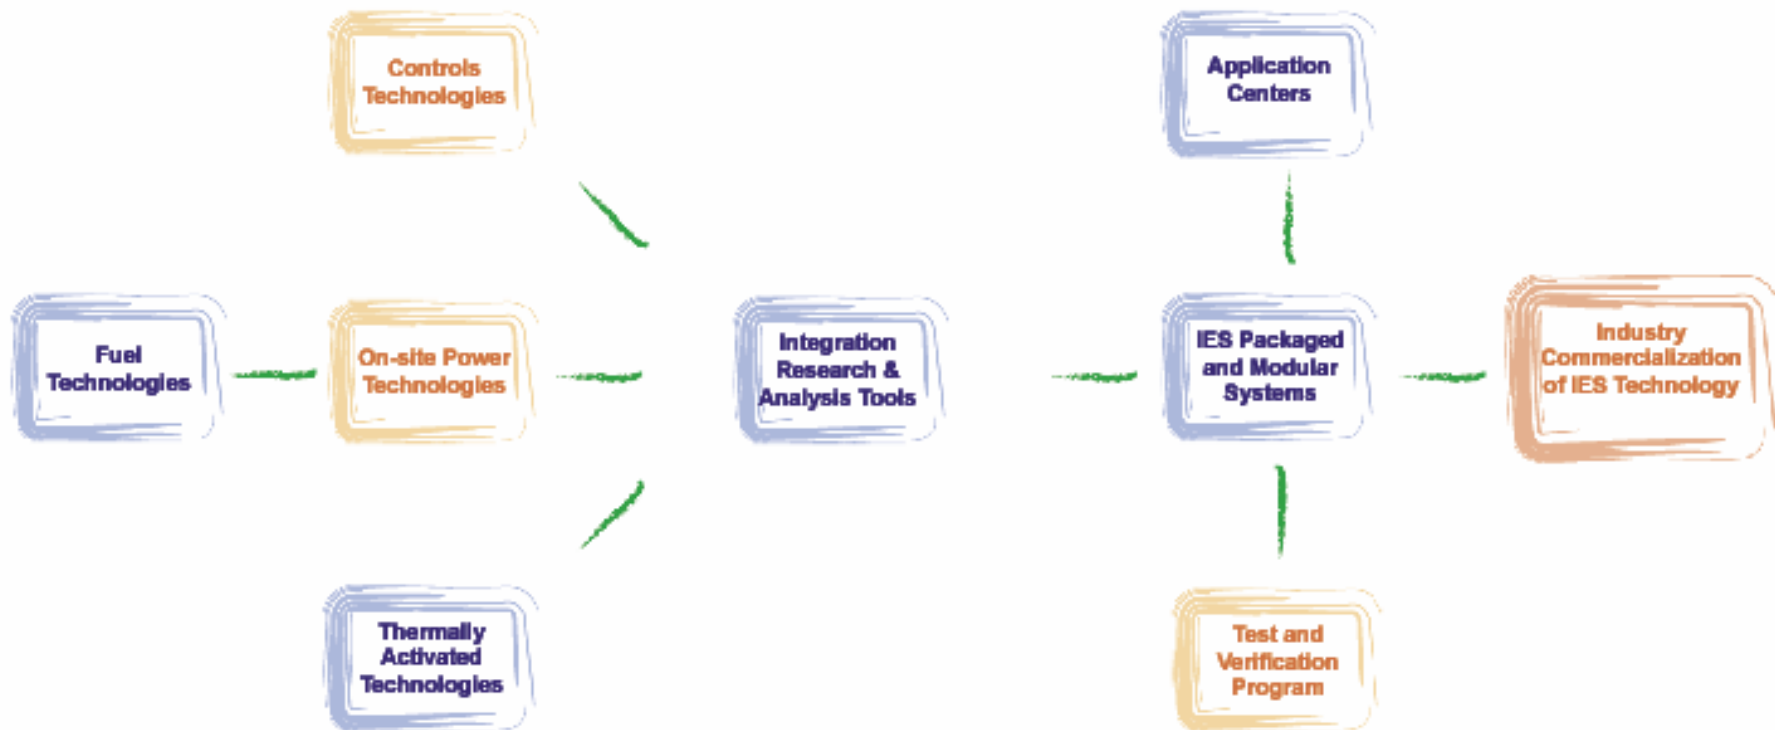 Controls
Technologies
Application
Centers
Fuel
Technologies
On-site Power
Technologies
Integration
Research &
Analysis Tools
IES Packaged
and Modular
Systems
Industry
Commercialization
of IES Technology
Thermally
Activated
Technologies
Test and
Verification
Program